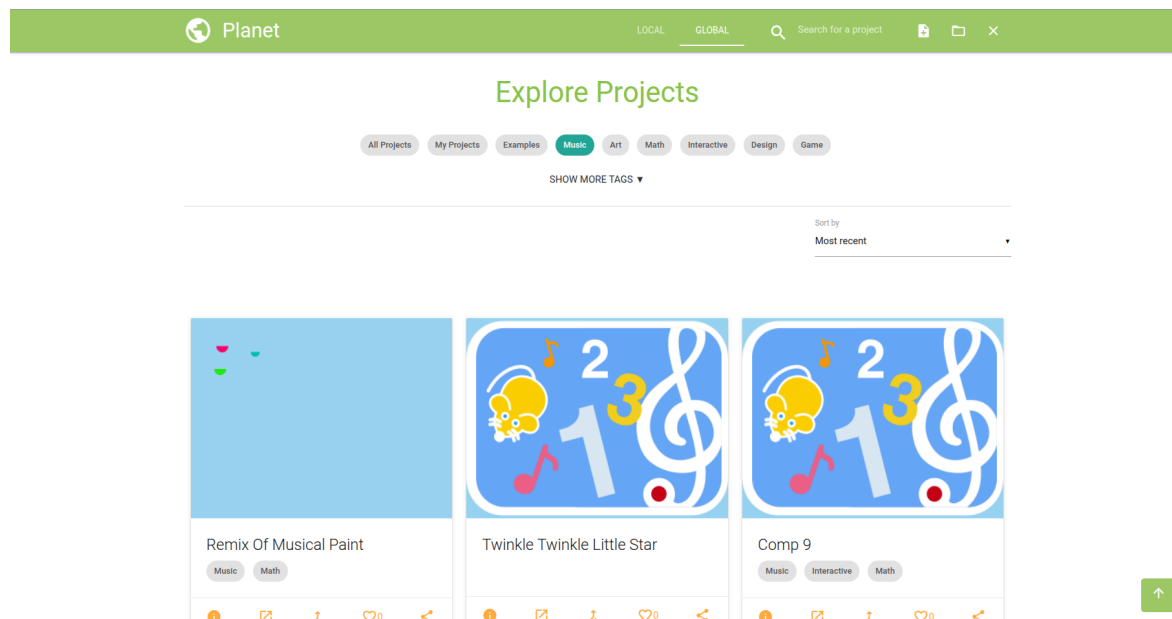 Planet LOCAL GLOBAL Search for a project
Explore Projects
All Projects My Projects Examples Music Art Math Interactive Design Game
SHOW MORE TAGS ▼
Sort by
Most recent
1 2 3
1 2 3
Remix Of Musical Paint
Music Math
Twinkle Twinkle Little Star
Comp 9
Music Interactive Math
0 0 0